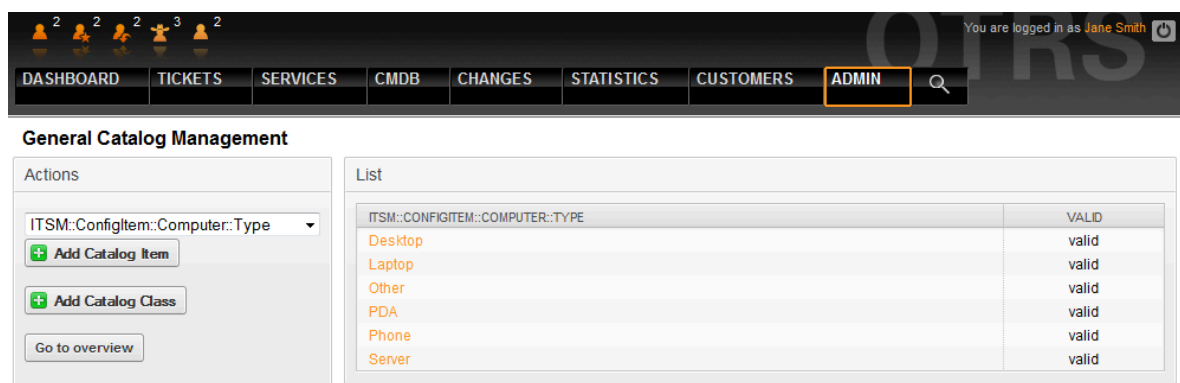 2 2 2 3 2
You are logged in as Jane Smith
OTRS
DASHBOARD TICKETS SERVICES CMDB CHANGES STATISTICS CUSTOMERS ADMIN
General Catalog Management
Actions
ITSM::ConfigItem::Computer::Type
Add Catalog Item
Add Catalog Class
Go to overview
List
ITSM::CONFIGITEM::COMPUTER::TYPE VALID
Desktop valid
Laptop valid
Other valid
PDA valid
Phone valid
Server valid